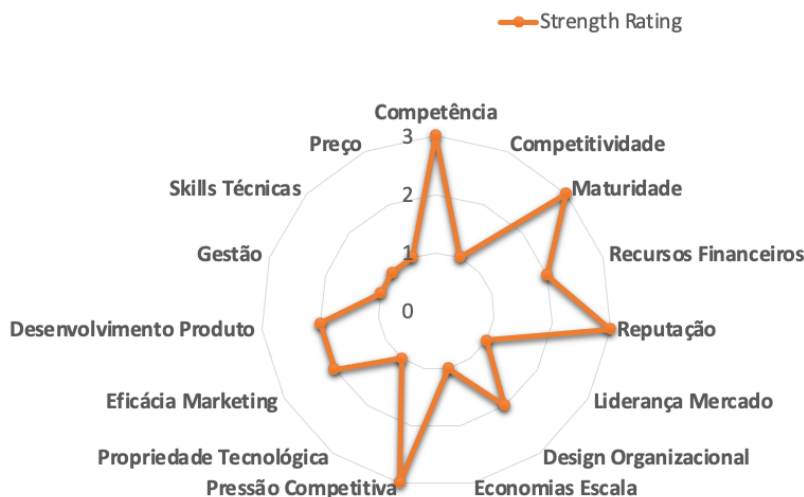 Strength Rating
Competência
Preço
3
Competitividade
Skills Técnicas
2
Maturidade
Gestão
1
Recursos Financeiros
0
Desenvolvimento Produto
Reputação
Eficácia Marketing
Liderança Mercado
Propriedade Tecnológica
Design Organizacional
Pressão Competitiva
Economias Escala